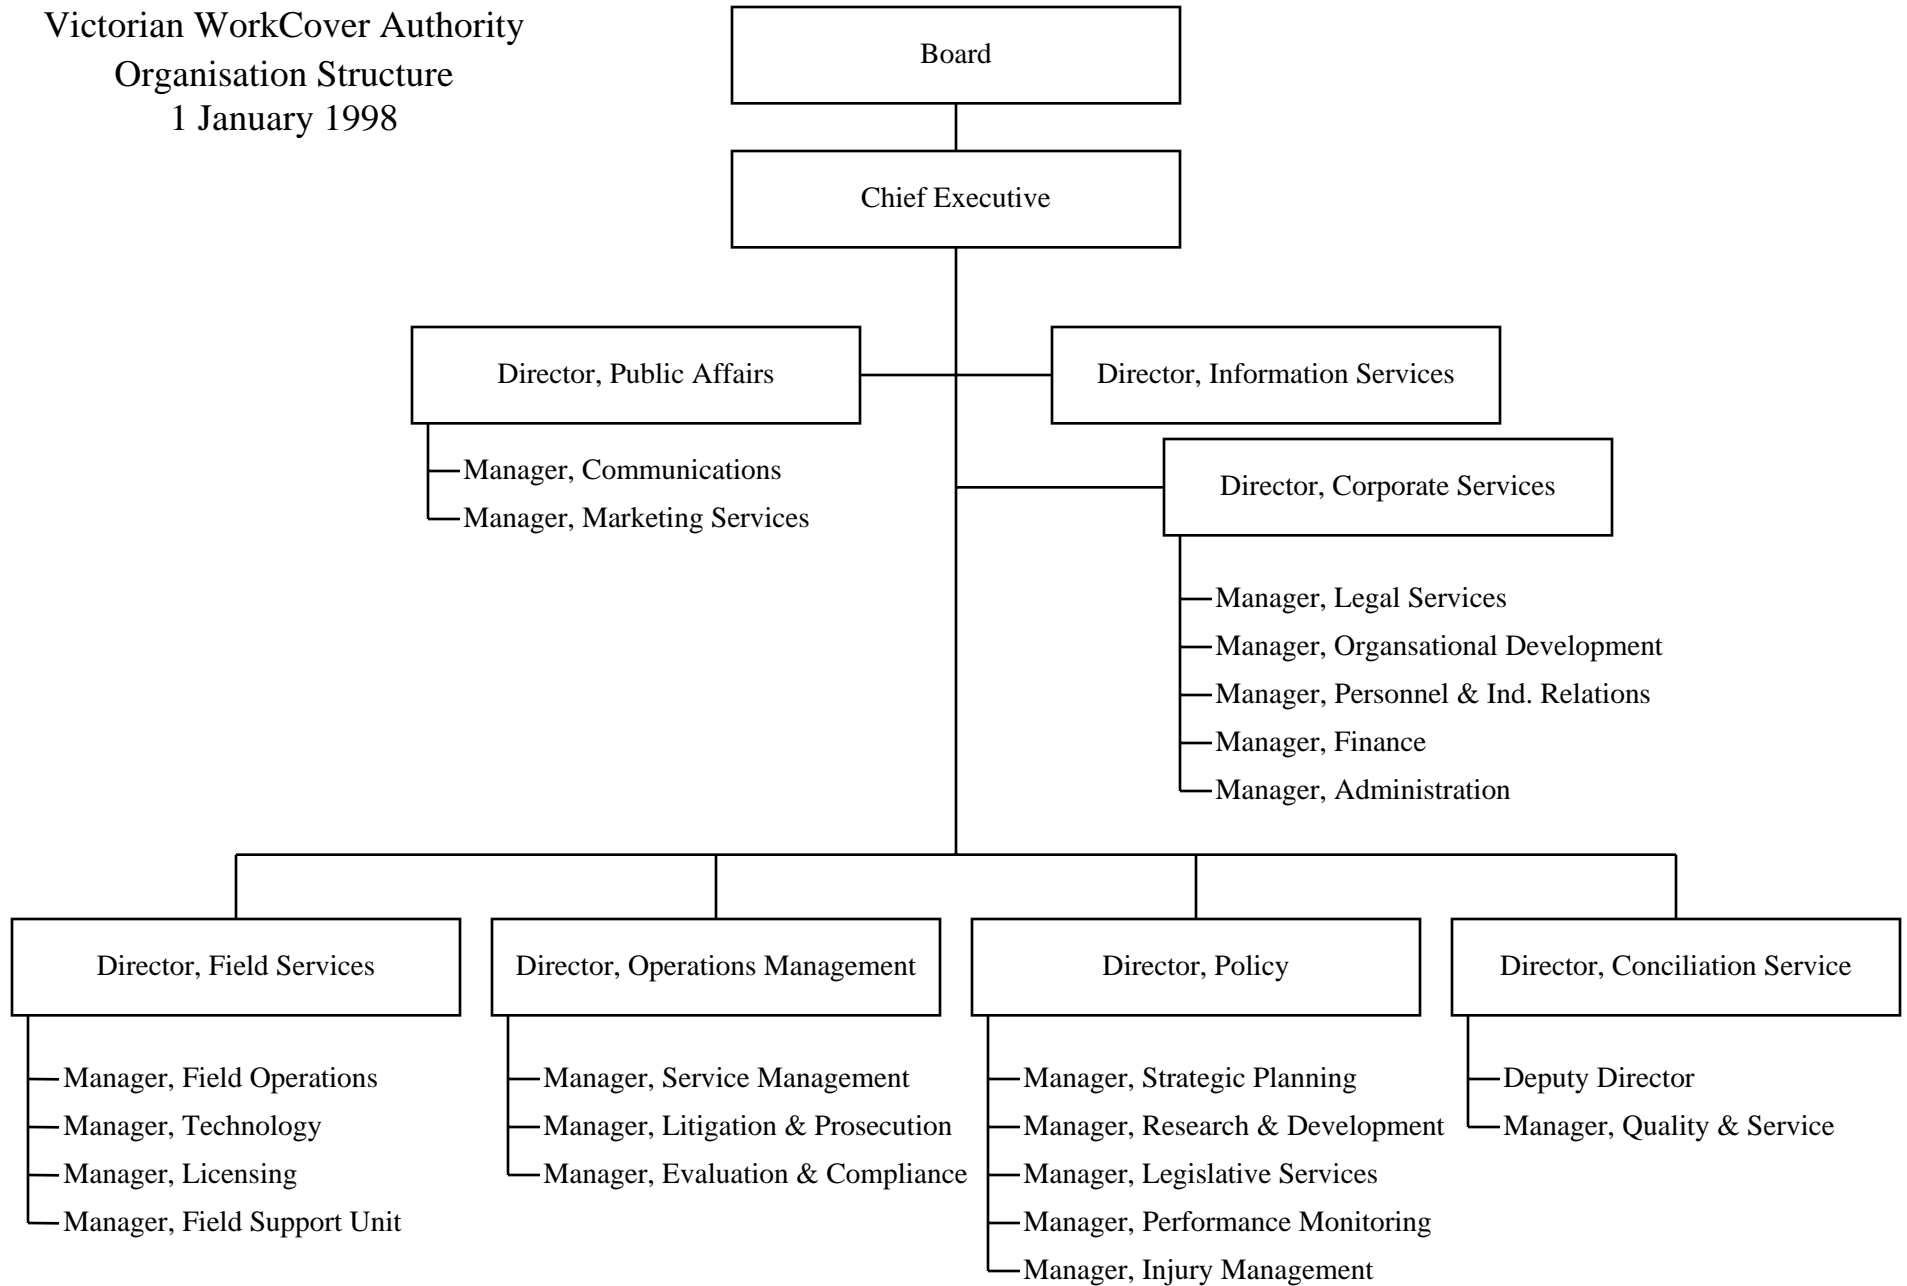 Victorian WorkCover Authority
Organisation Structure
1 January 1998
Board
Chief Executive
Director, Public Affairs
Manager, Communications
Manager, Marketing Services
Director, Information Services
Director, Corporate Services
Manager, Legal Services
Manager, Organsational Development
Manager, Personnel & Ind. Relations
Manager, Finance
Manager, Administration
Director, Field Services
Manager, Field Operations
Manager, Technology
Manager, Licensing
Manager, Field Support Unit
Director, Operations Management
Manager, Service Management
Manager, Litigation & Prosecution
Manager, Evaluation & Compliance
Director, Policy
Manager, Strategic Planning
Manager, Research & Development
Manager, Legislative Services
Manager, Performance Monitoring
Manager, Injury Management
Director, Conciliation Service
Deputy Director
Manager, Quality & Service